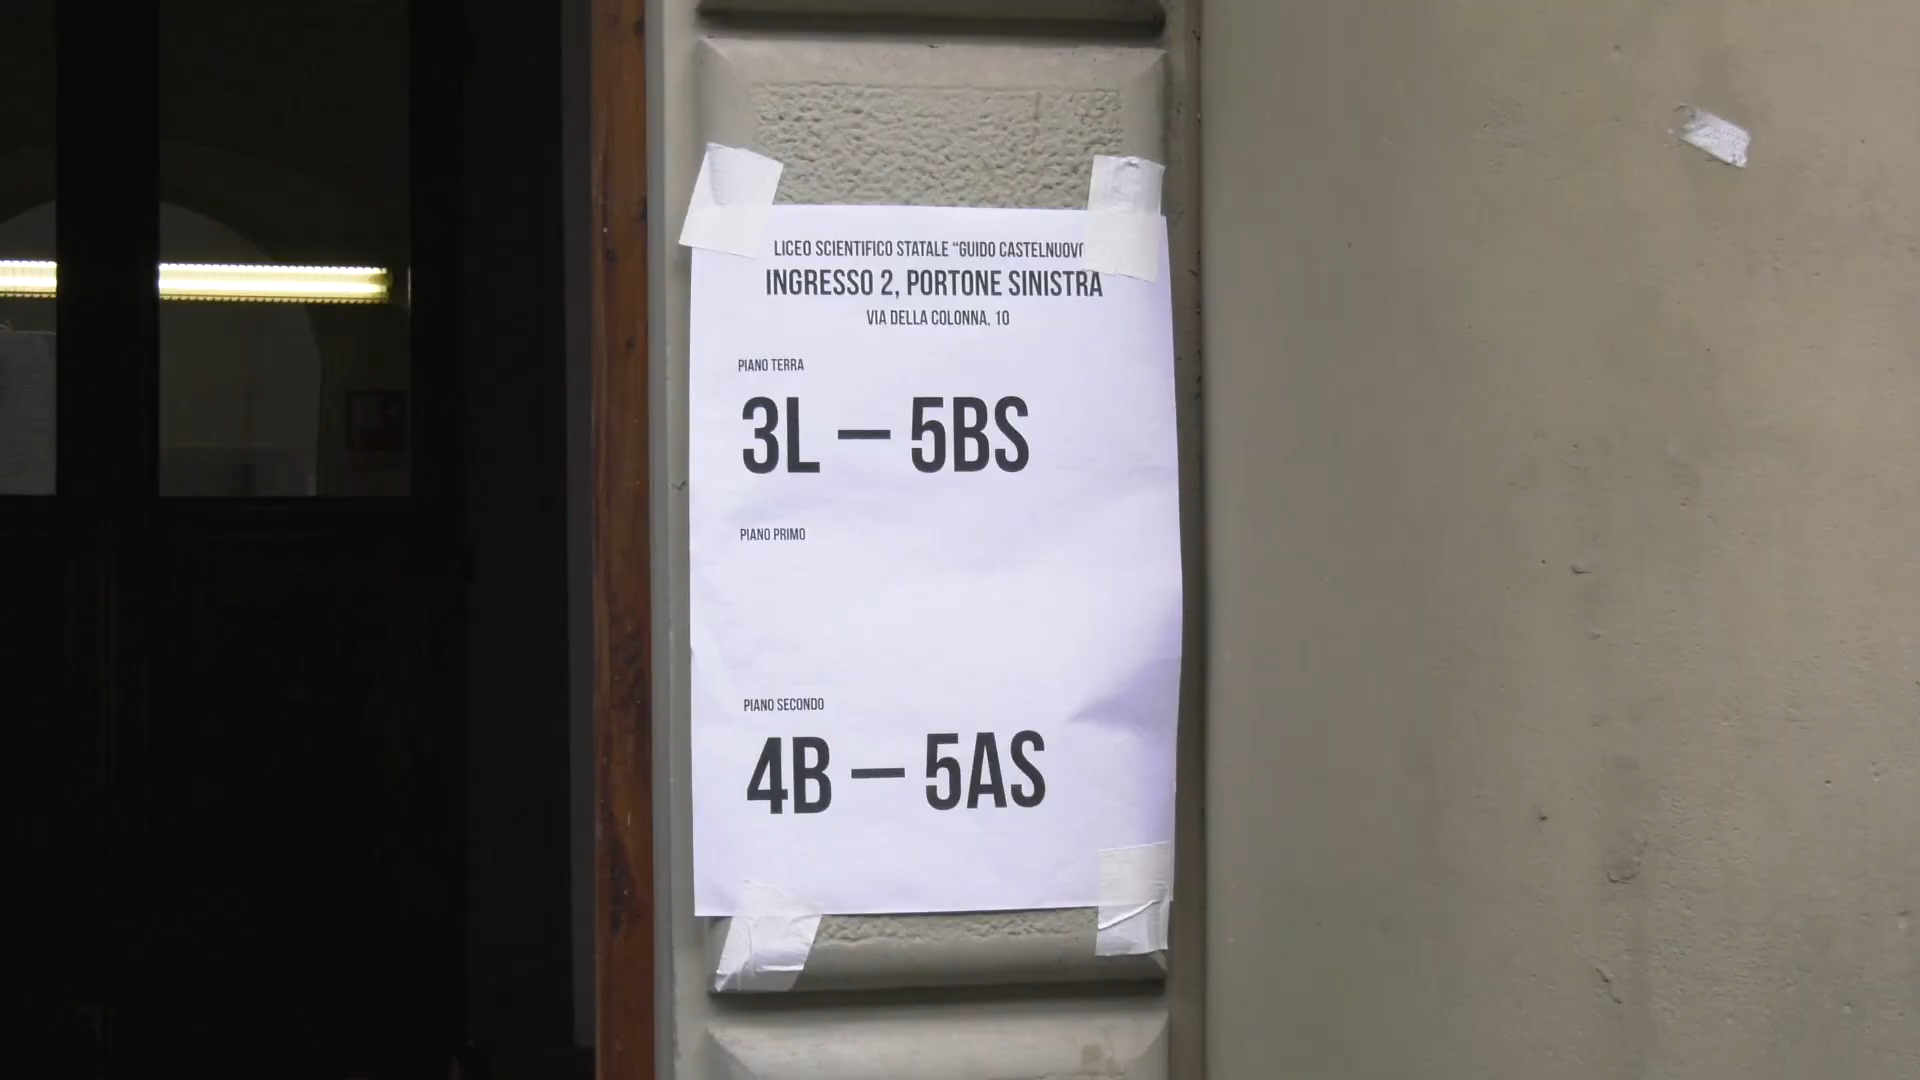 LICEO SCIENTIFICO STATALE “GUIDO CASTELNUOVO
INGRESSO 2, PORTONE SINISTRA
VIA DELLA COLONNA, 10
PIANO TERRA
3L – 5BS
PIANO PRIMO
PIANO SECONDO
4B – 5AS